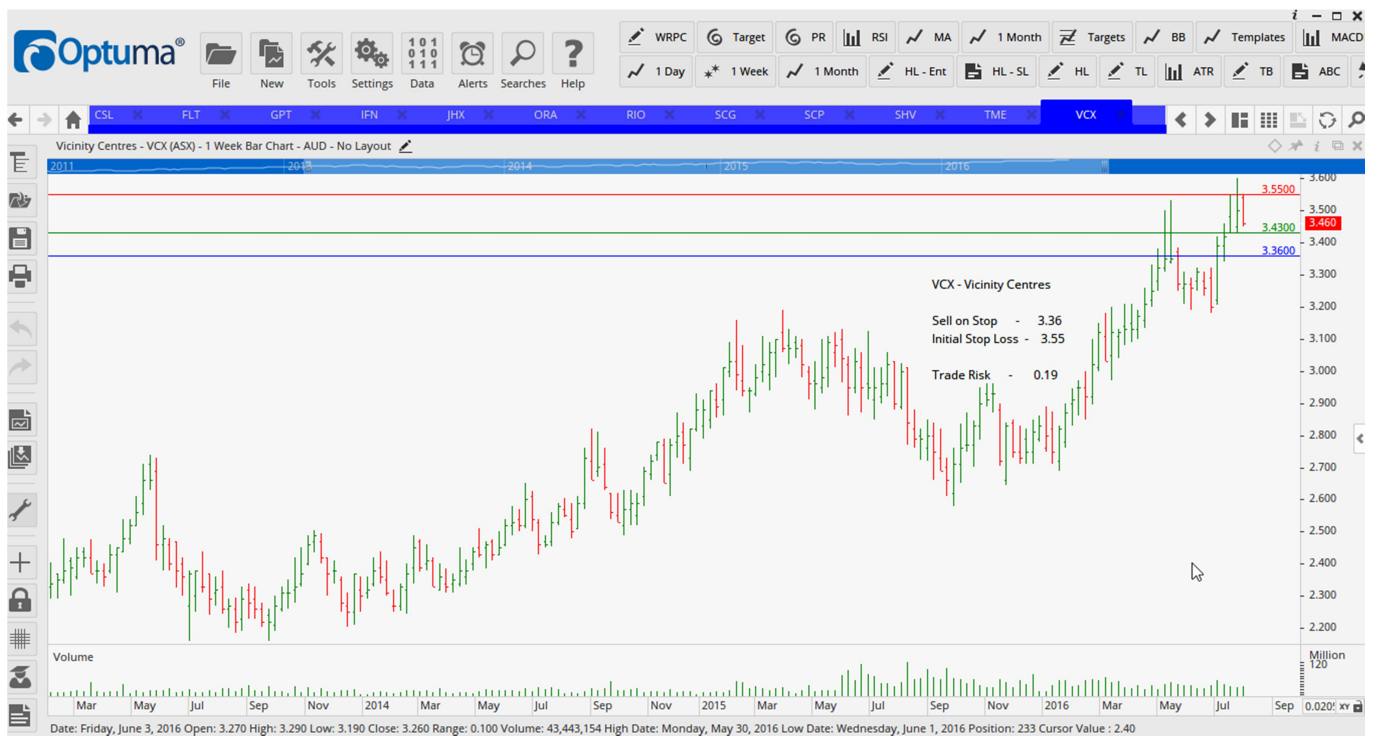 i
Optuma®
File New Tools Settings Data Alerts Searches Help
101
010
111
WRPC Target PR RSI MA 1 Month Targets BB Templates MACD
1 Day 1 Week 1 Month HL - Ent HL - SL HL TL ATR TB ABC
CSL FLT GPT IFN JHX ORA RIO SCG SCP SHV TME VCX
Vicinity Centres - VCX (ASX) - 1 Week Bar Chart - AUD - No Layout
2011 2013 2014 2015 2016
3.600
3.5500
3.500
3.460
3.4300
3.400
3.3600
3.300
VCX - Vicinity Centres
3.200
Sell on Stop - 3.36
Initial Stop Loss - 3.55
3.100
3.000
Trade Risk - 0.19
2.900
2.800
2.700
2.600
2.500
2.400
2.300
2.200
Volume
Million
120
Mar May Jul Sep Nov 2014 Mar May Jul Sep Nov 2015 Mar May Jul Sep Nov 2016 Mar May Jul Sep
XY
Date: Friday, June 3, 2016 Open: 3.270 High: 3.290 Low: 3.190 Close: 3.260 Range: 0.100 Volume: 43,443,154 High Date: Monday, May 30, 2016 Low Date: Wednesday, June 1, 2016 Position: 233 Cursor Value : 2.40